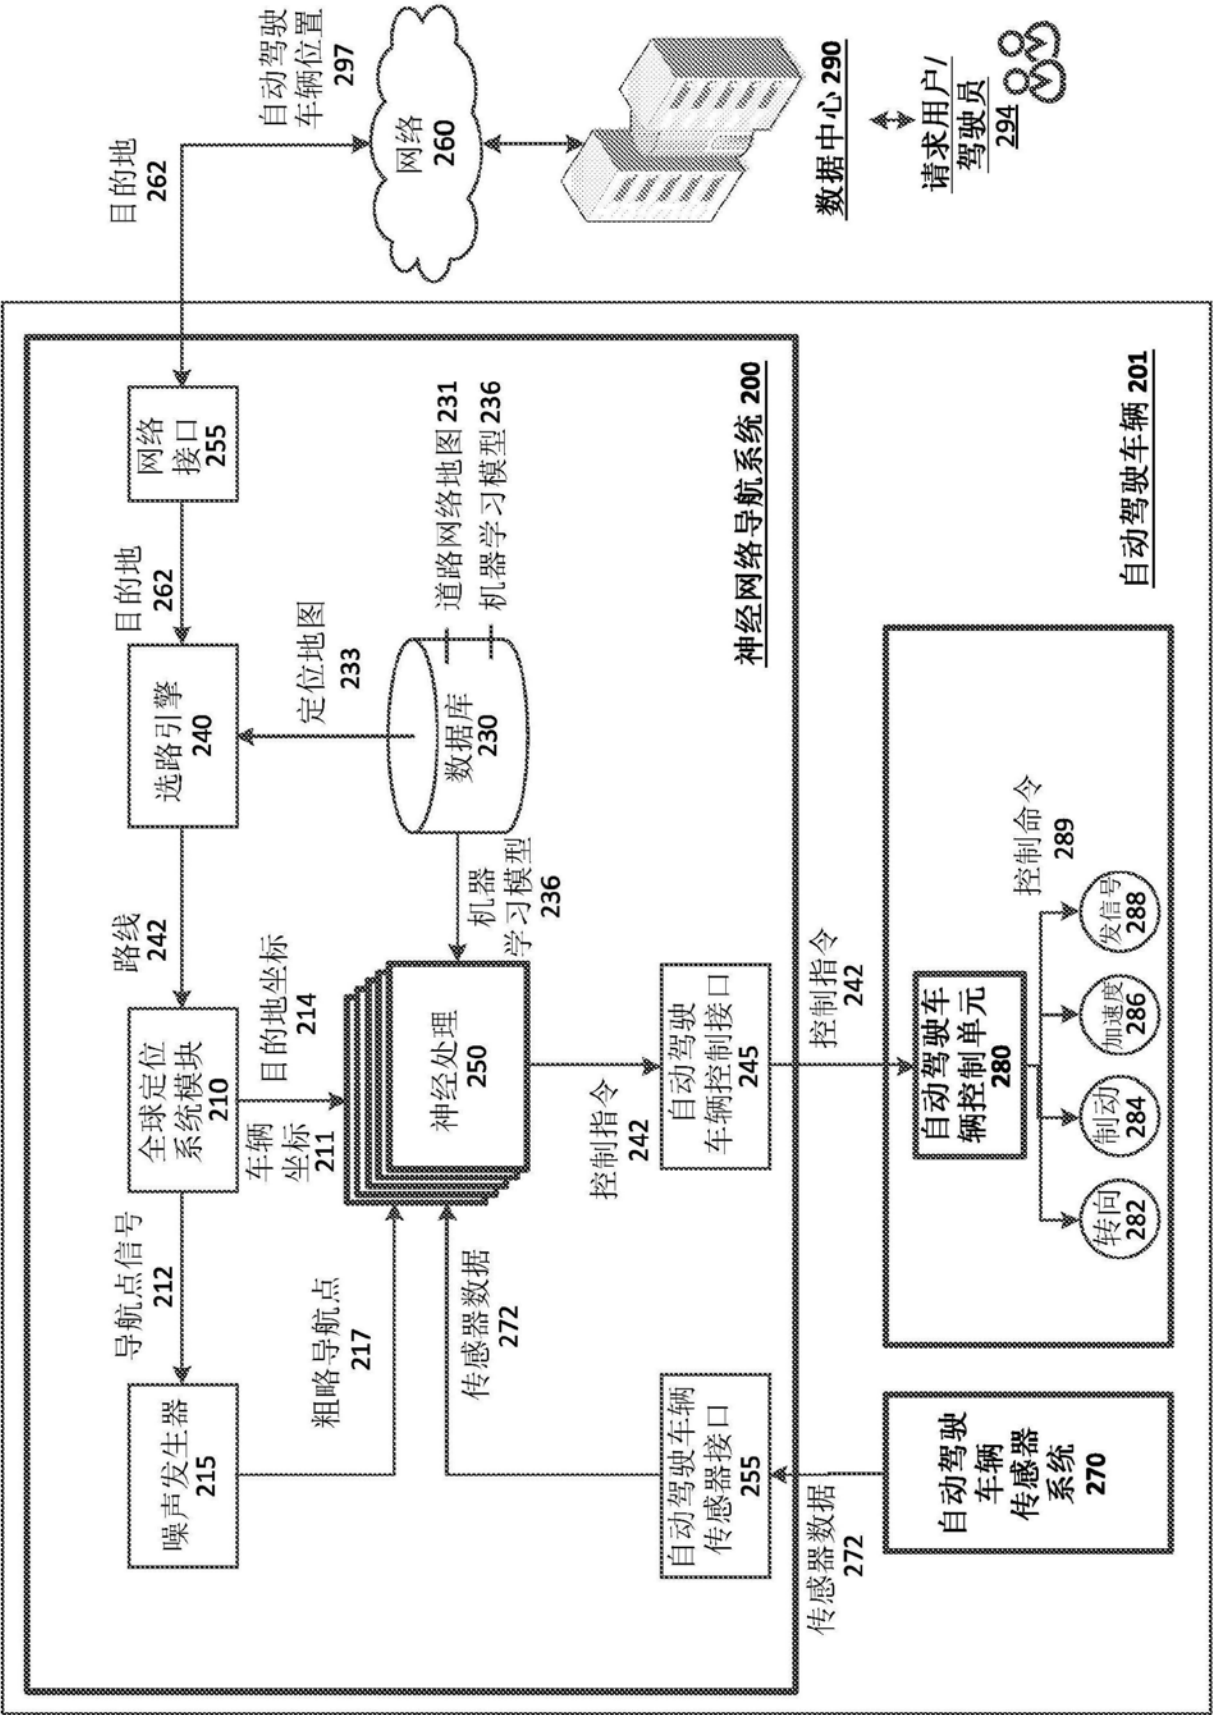 噪声发生器
215
导航点信号
212
全球定位
系统模块
210
路线
242
选路引擎
240
目的地
262
网络
接口
255
目的地
262
自动驾驶
车辆位置
297
粗略导航点
217
车辆
坐标
211
目的地坐标
214
定位地图
233
网络
260
传感器数据
272
神经处理
250
机器
学习模型
236
数据库
230
道路网络地图231
机器学习模型236
控制指令
242
自动驾驶车辆
传感器接口
255
自动驾驶
车辆控制接口
245
神经网络导航系统 200
数据中心 290
传感器数据
272
控制指令
242
请求用户/
驾驶员
294
自动驾驶
车辆
传感器
系统
270
自动驾驶车
辆控制单元
280
控制命令
289
转向
282
制动
284
加速度
286
发信号
288
自动驾驶车辆 201